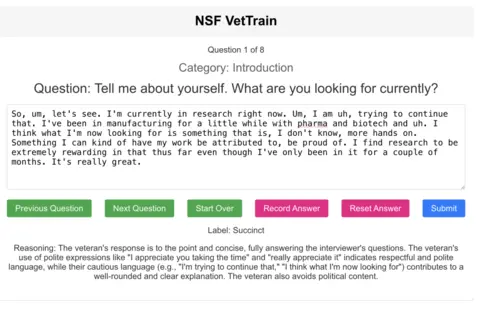 NSF VetTrain
Question 1 of 8
Category: Introduction
Question: Tell me about yourself. What are you looking for currently?
So, um, let's see. I'm currently in research right now. Um, I am uh, trying to continue
that. I've been in manufacturing for a little while with pharma and biotech and uh. I
think what I'm now looking for is something that is, I don't know, more hands on.
Something I can kind of have my work be attributed to, be proud of. I find research to be
extremely rewarding in that thus far even though I've only been in it for a couple of
months. It's really great.
Previous Question Next Question Start Over Record Answer Reset Answer Submit
Label: Succinct
Reasoning: The veteran's response is to the point and concise, fully answering the interviewer's questions. The veteran's
use of polite expressions like "I appreciate you taking the time" and "really appreciate it" indicates respectful and polite
language, while their cautious language (e.g., "I'm trying to continue that," "I think what I'm now looking for") contributes to a
well-rounded and clear explanation. The veteran also avoids political content.